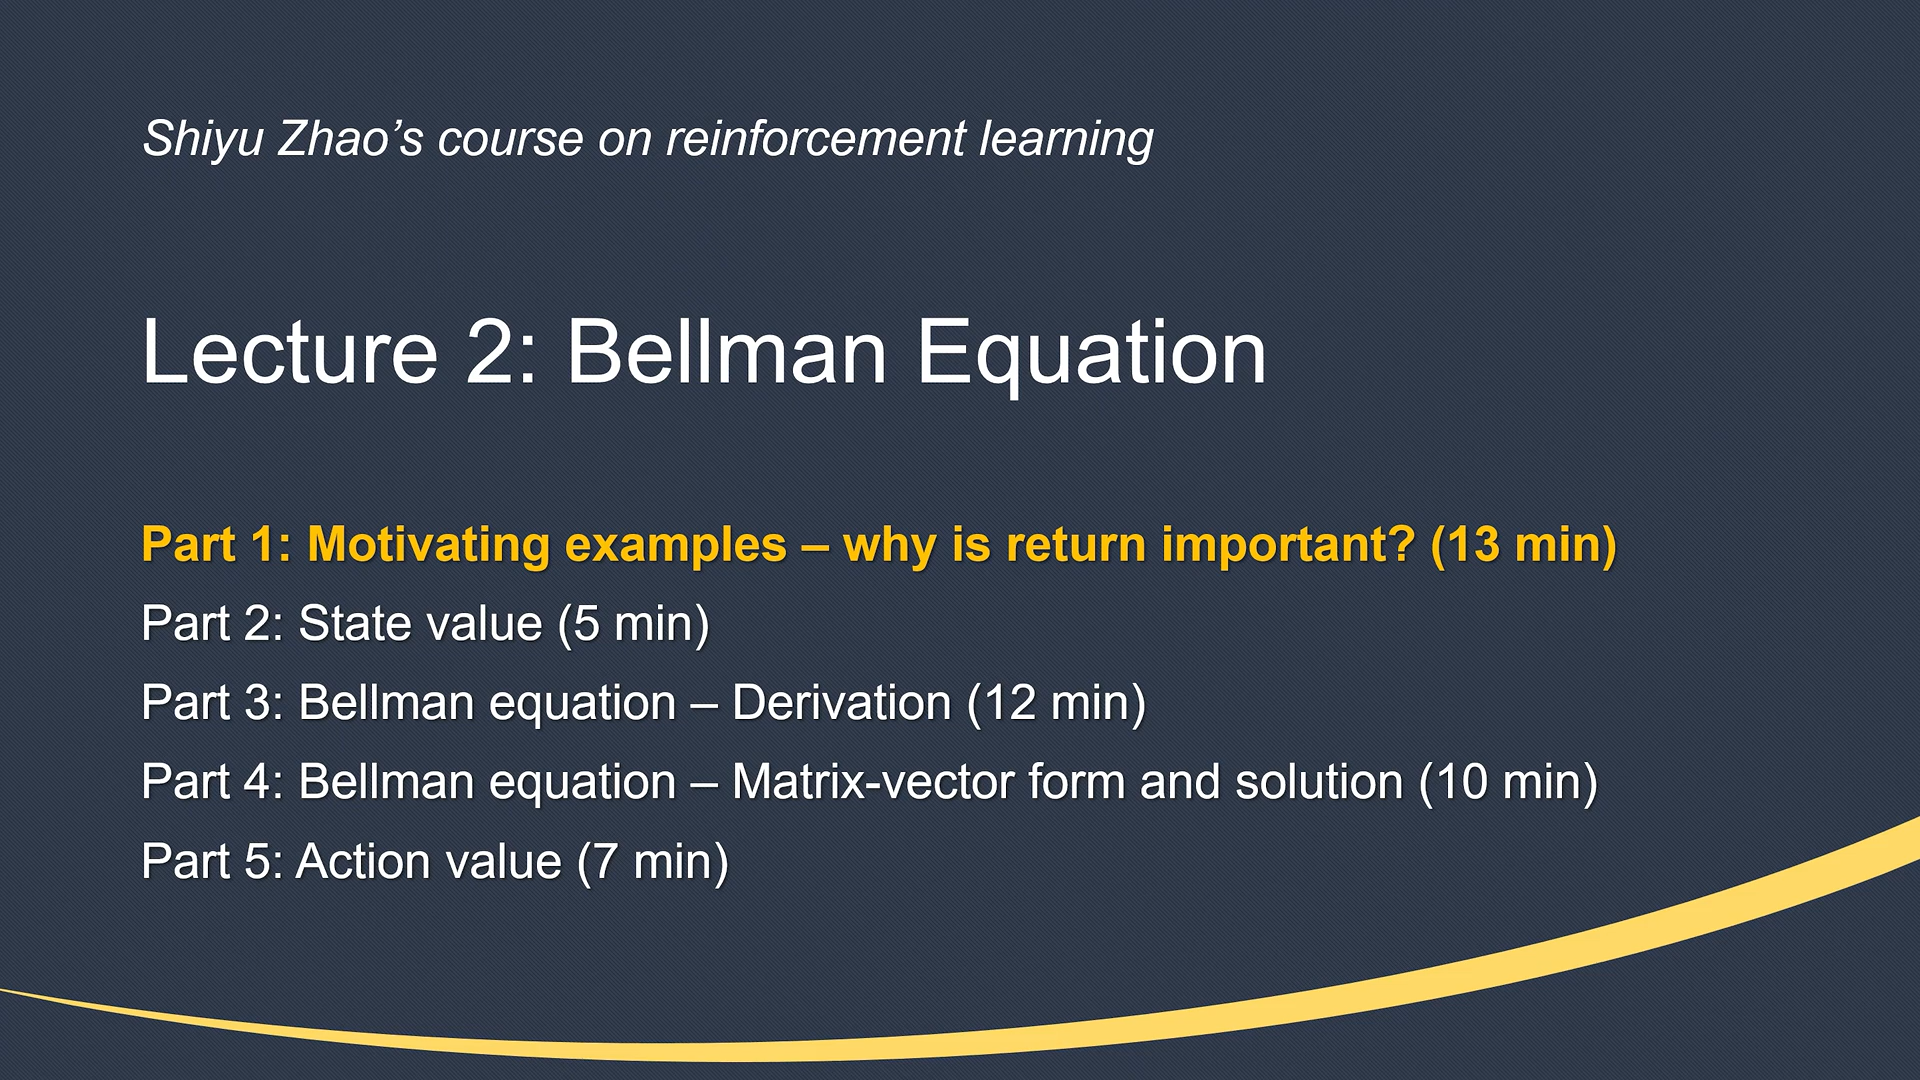 Shiyu Zhao’s course on reinforcement learning
Lecture 2: Bellman Equation
Part 1: Motivating examples – why is return important? (13 min)
Part 2: State value (5 min)
Part 3: Bellman equation – Derivation (12 min)
Part 4: Bellman equation – Matrix-vector form and solution (10 min)
Part 5: Action value (7 min)